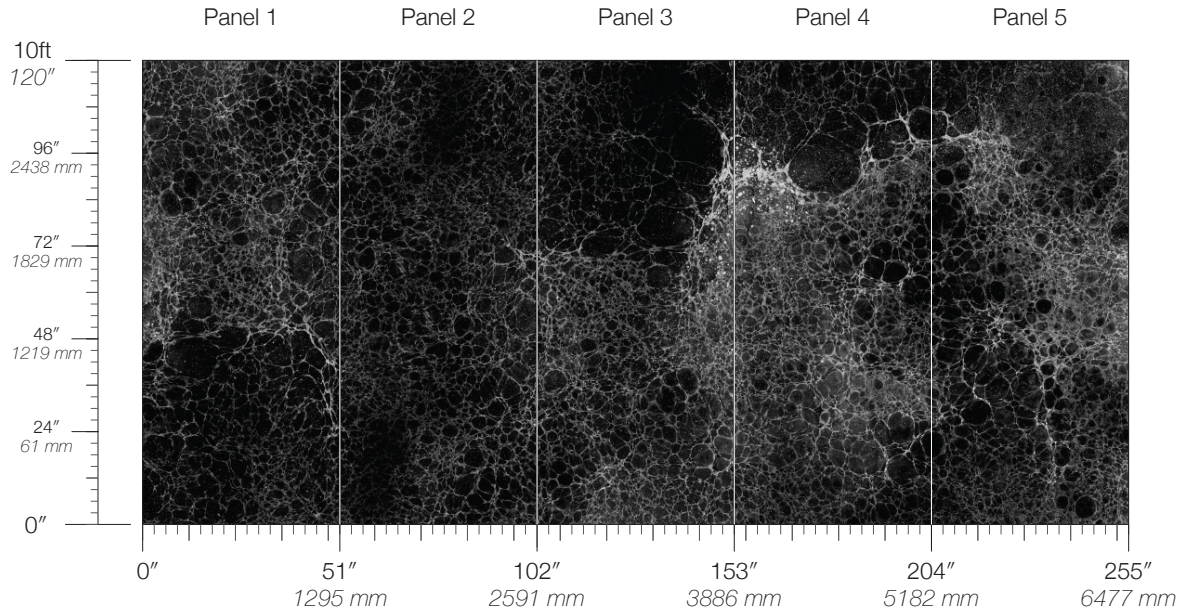 Panel 1 Panel 2 Panel 3 Panel 4 Panel 5
10ft
120″
96″
2438 mm
72″
1829 mm
48″
1219 mm
24″
61 mm
0″
0″ 51″ 102″ 153″ 204″ 255″
1295 mm 2591 mm 3886 mm 5182 mm 6477 mm